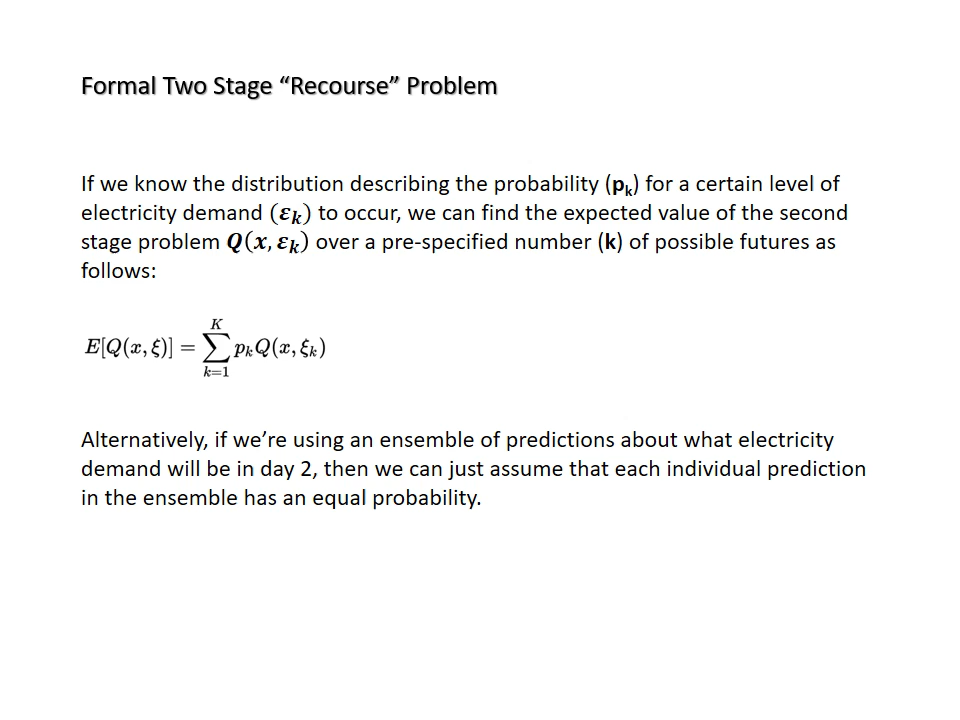 Formal Two Stage “Recourse” Problem
If we know the distribution describing the probability (pₖ) for a certain level of
electricity demand (𝜺ₖ) to occur, we can find the expected value of the second
stage problem Q(x, 𝜺ₖ) over a pre-specified number (k) of possible futures as
follows:
E[Q(x, ξ)] = ∑_{k=1}^{K} pₖQ(x, ξₖ)
Alternatively, if we’re using an ensemble of predictions about what electricity
demand will be in day 2, then we can just assume that each individual prediction
in the ensemble has an equal probability.